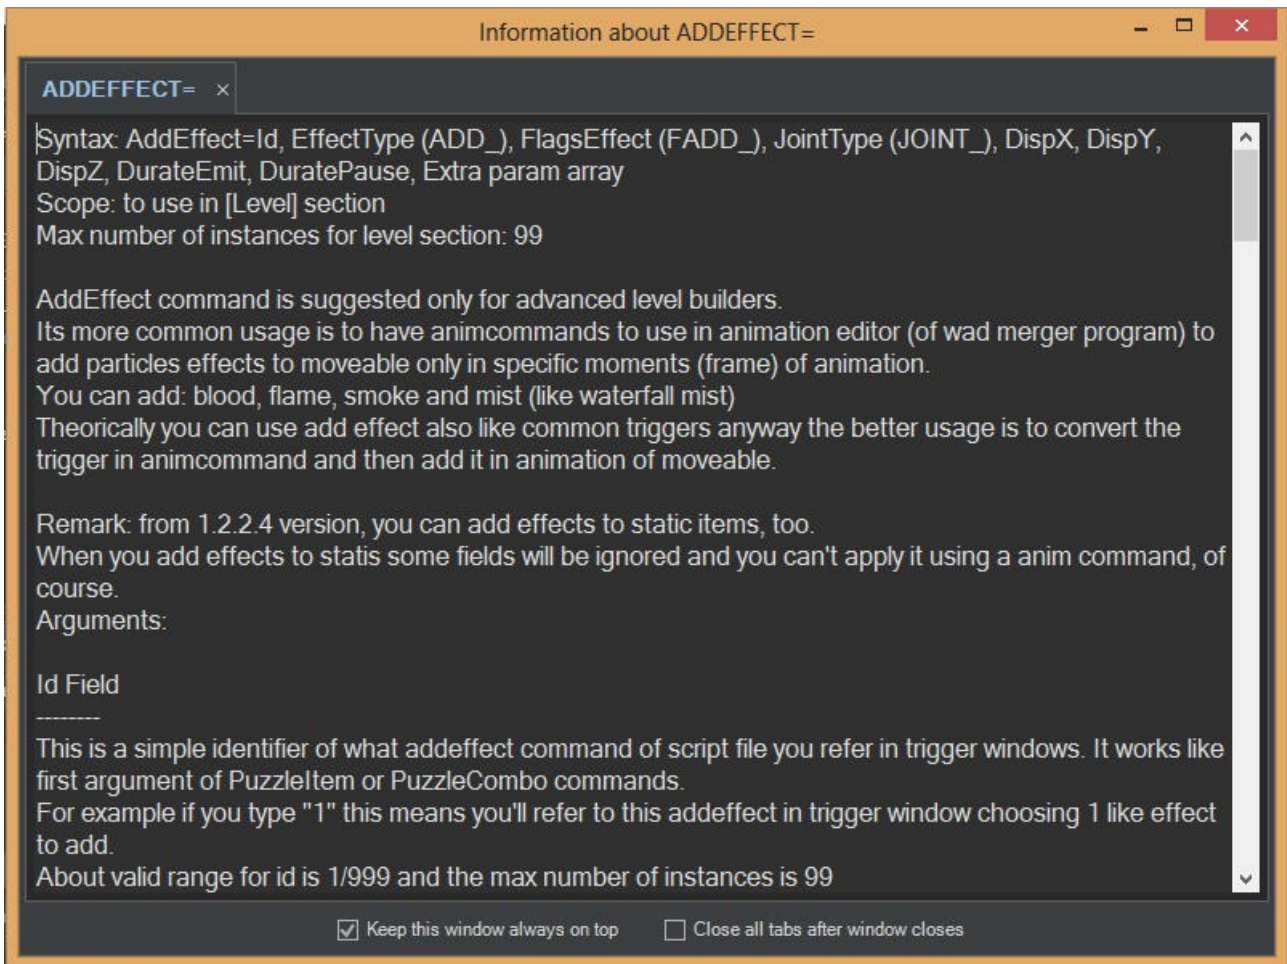 Information about ADDEFFECT=
ADDEFFECT= ×
Syntax: AddEffect=Id, EffectType (ADD_), FlagsEffect (FADD_), JointType (JOINT_), DispX, DispY,
DispZ, DurateEmit, DuratePause, Extra param array
Scope: to use in [Level] section
Max number of instances for level section: 99
AddEffect command is suggested only for advanced level builders.
Its more common usage is to have animcommands to use in animation editor (of wad merger program) to
add particles effects to moveable only in specific moments (frame) of animation.
You can add: blood, flame, smoke and mist (like waterfall mist)
Theorically you can use add effect also like common triggers anyway the better usage is to convert the
trigger in animcommand and then add it in animation of moveable.
Remark: from 1.2.2.4 version, you can add effects to static items, too.
When you add effects to statis some fields will be ignored and you can't apply it using a anim command, of
course.
Arguments:
Id Field
--------
This is a simple identifier of what addeffect command of script file you refer in trigger windows. It works like
first argument of PuzzleItem or PuzzleCombo commands.
For example if you type "1" this means you'll refer to this addeffect in trigger window choosing 1 like effect
to add.
About valid range for id is 1/999 and the max number of instances is 99
Keep this window always on top Close all tabs after window closes